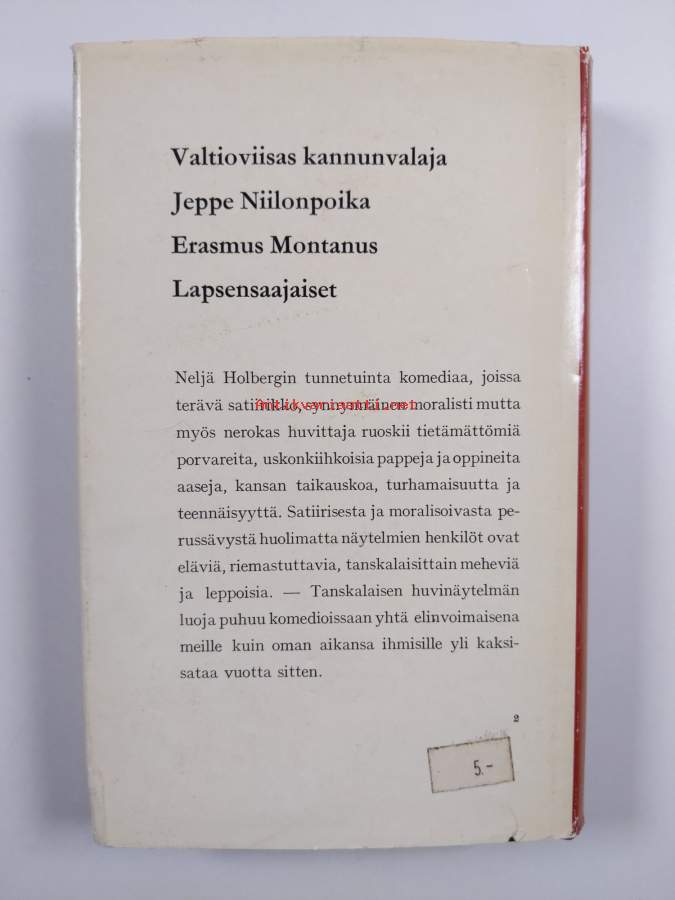 Valtioviisas kannunvalaja
Jeppe Niilonpoika
Erasmus Montanus
Lapsensaajaiset
Neljä Holbergin tunnetuinta komediaa, joissa
terävä satiirikko, synnynnäinen moralisti mutta
myös nerokas huvittaja ruoskii tietämättömiä
porvareita, uskonkiihkoisia pappeja ja oppineita
aaseja, kansan taikauskoa, turhamaisuutta ja
teennäisyyttä. Satiirisesta ja moralisoivasta pe-
russävystä huolimatta näytelmien henkilöt ovat
eläviä, riemastuttavia, tanskalaisittain meheviä
ja leppoisia. — Tanskalaisen huvinäytelmän
luoja puhuu komedioissaan yhtä elinvoimaisena
meille kuin oman aikansa ihmisille yli kaksi-
sataa vuotta sitten.
2
5.-